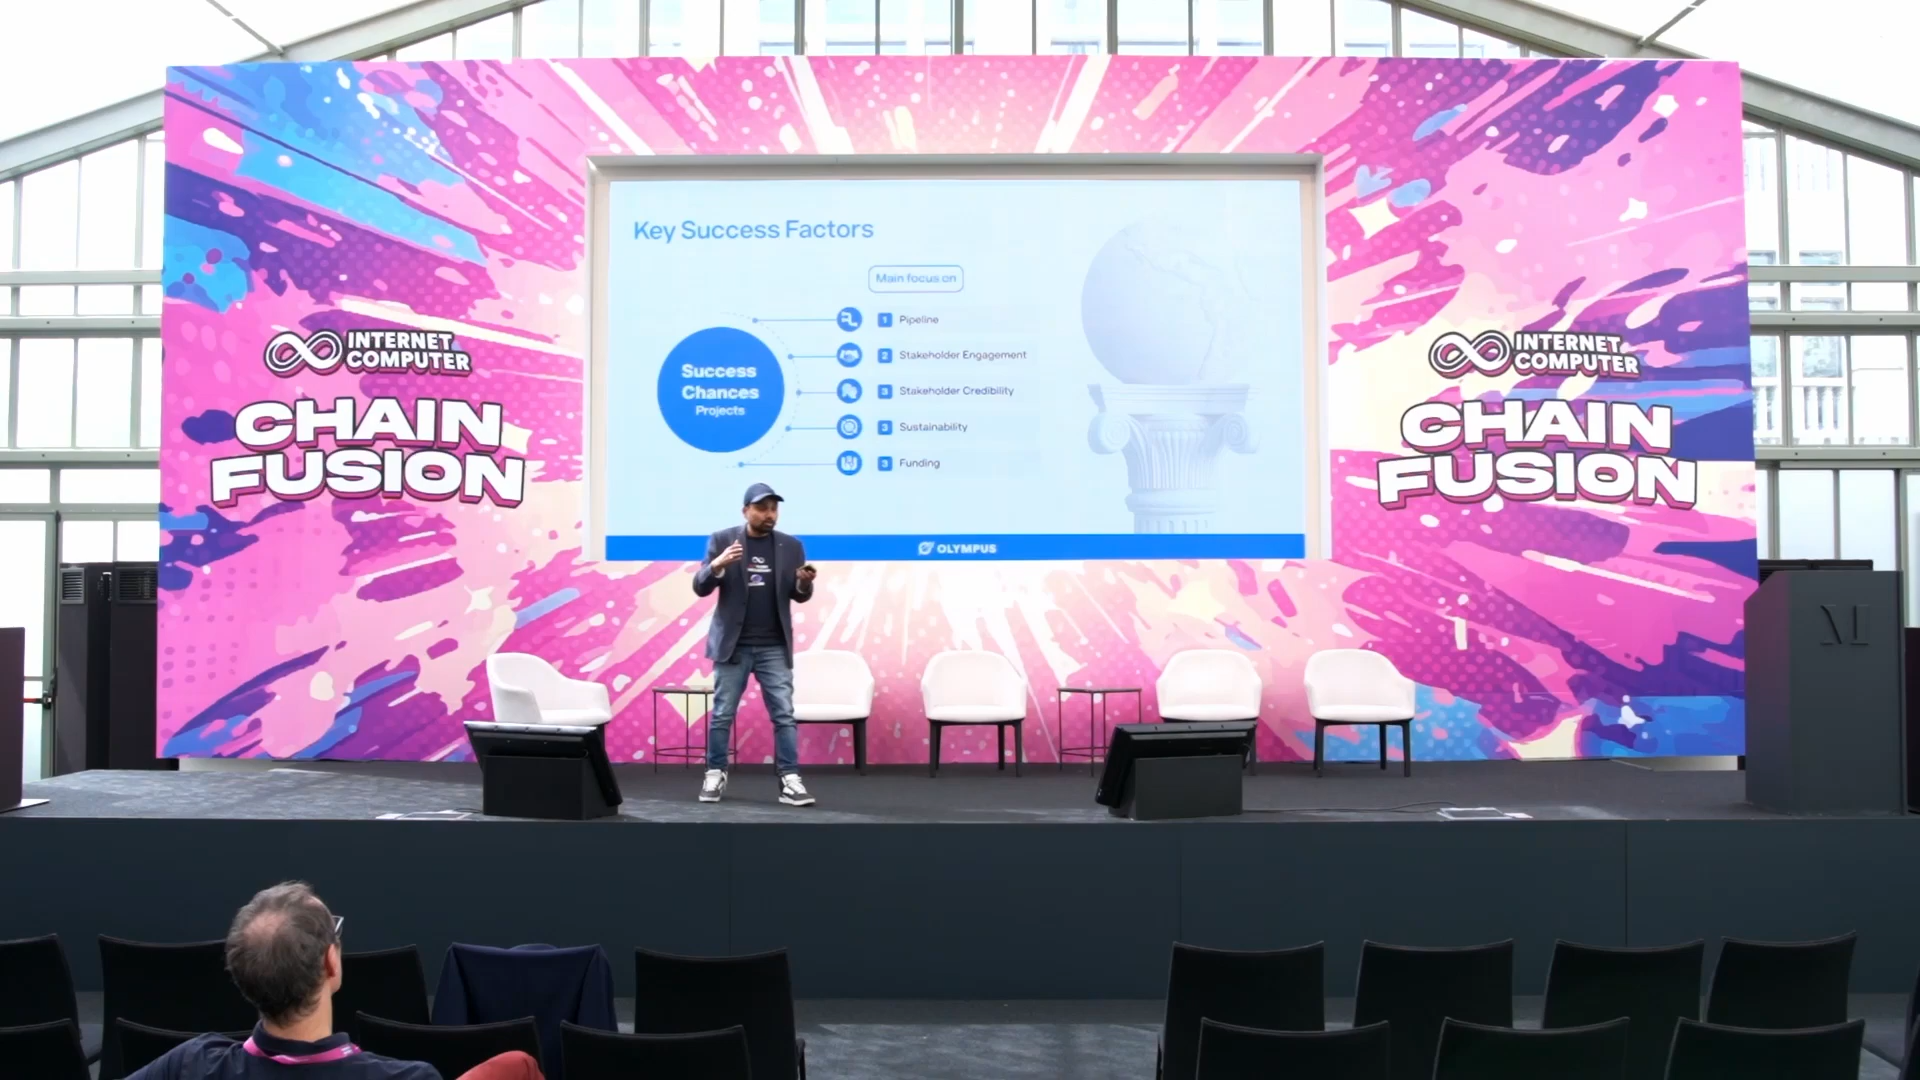 Key Success Factors
Main focus on
Success
Chances
Projects
1 Pipeline
2 Stakeholder Engagement
3 Stakeholder Credibility
3 Sustainability
3 Funding
OLYMPUS
INTERNET
COMPUTER
CHAIN
FUSION
INTERNET
COMPUTER
CHAIN
FUSION